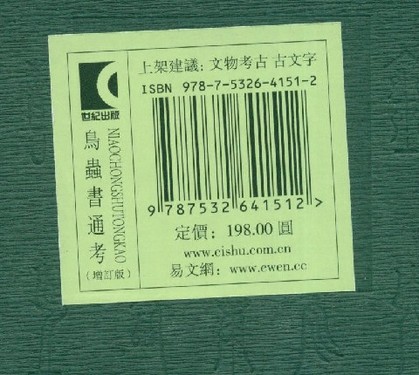 上架建議: 文物考古 古文字
ISBN 978-7-5326-4151-2
9 787532 641512 >
定價: 198.00 圓
www.cishu.com.cn
易文網: www.ewen.cc
世紀出版
鳥蟲書通考
(增訂版)
NIAOCHONGSHUTONGKAO